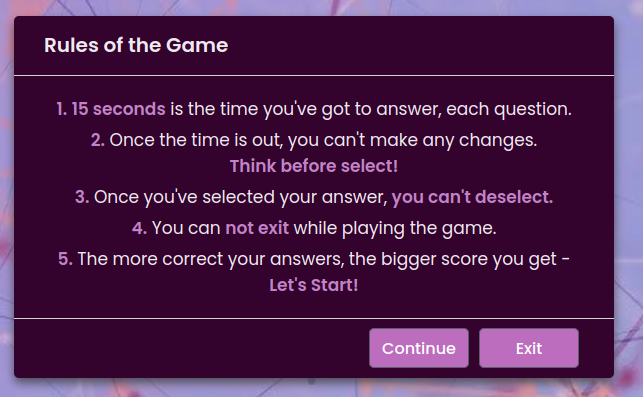 Rules of the Game
1. 15 seconds is the time you've got to answer, each question.
2. Once the time is out, you can't make any changes.
Think before select!
3. Once you've selected your answer, you can't deselect.
4. You can not exit while playing the game.
5. The more correct your answers, the bigger score you get -
Let's Start!
Continue
Exit